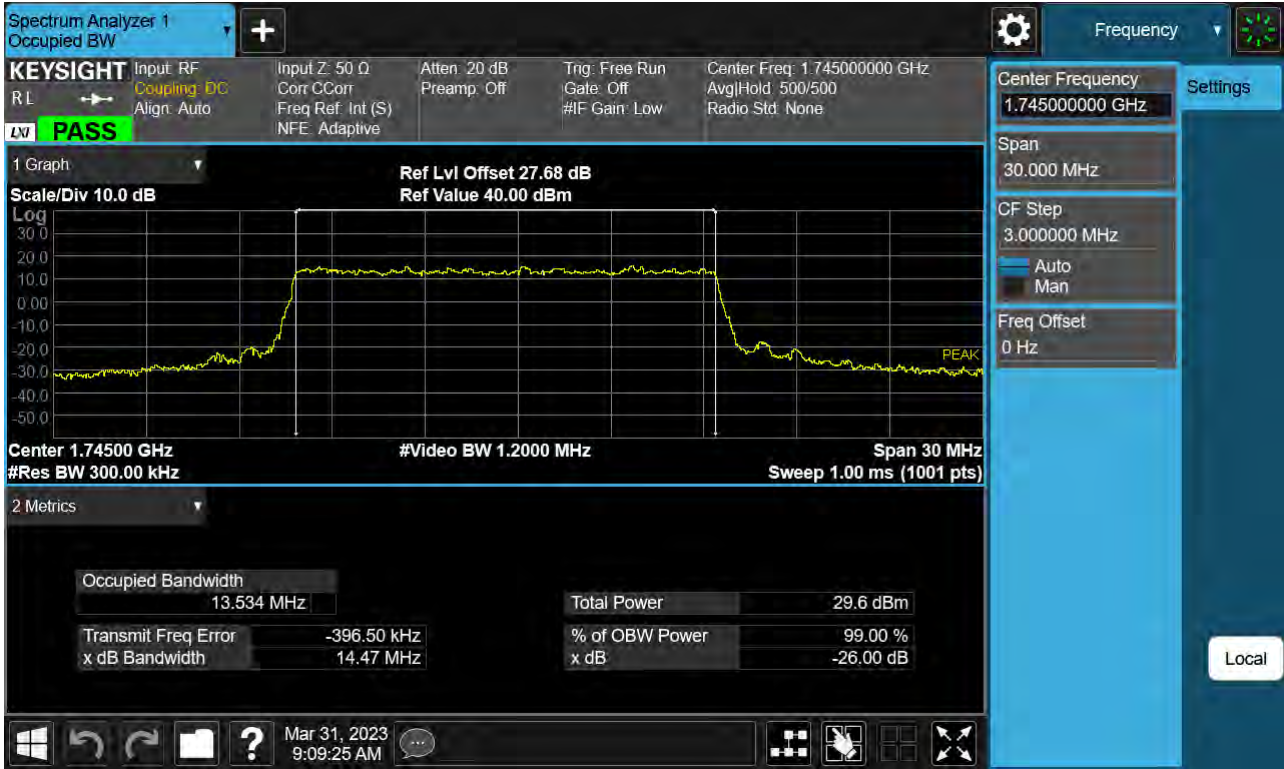 Spectrum Analyzer 1
Occupied BW
Frequency
KEYSIGHT
RL
LXI
PASS
Input: RF
Coupling: DC
Align: Auto
Input Z: 50 Ω
Corr CCorr
Freq Ref: Int (S)
NFE: Adaptive
Atten: 20 dB
Preamp: Off
Trig: Free Run
Gate: Off
#IF Gain: Low
Center Freq: 1.745000000 GHz
Avg|Hold: 500/500
Radio Std: None
Center Frequency
1.745000000 GHz
Settings
Span
30.000 MHz
CF Step
3.000000 MHz
Auto
Man
Freq Offset
0 Hz
Local
1 Graph
Scale/Div 10.0 dB
Ref Lvl Offset 27.68 dB
Ref Value 40.00 dBm
Log
30.0
20.0
10.0
0.00
-10.0
-20.0
-30.0
-40.0
-50.0
PEAK
Center 1.74500 GHz
#Video BW 1.2000 MHz
Span 30 MHz
#Res BW 300.00 kHz
Sweep 1.00 ms (1001 pts)
2 Metrics
Occupied Bandwidth
13.534 MHz
Total Power 29.6 dBm
Transmit Freq Error -396.50 kHz
% of OBW Power 99.00 %
x dB Bandwidth 14.47 MHz
x dB -26.00 dB
?
Mar 31, 2023
9:09:25 AM